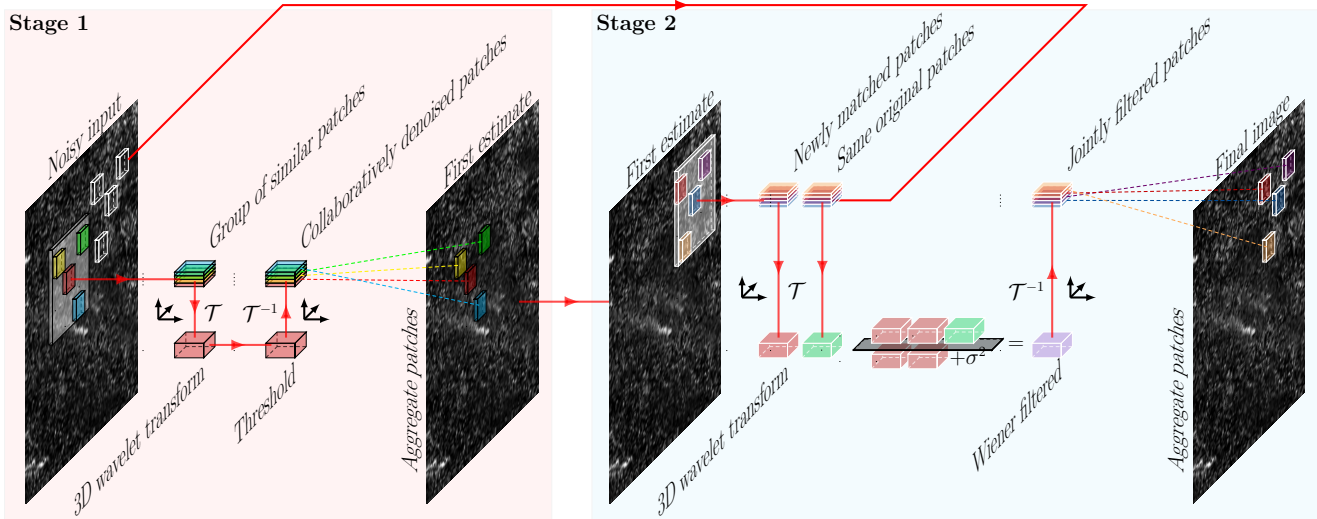 Stage 1
Noisy input
Group of similar patches
Collaboratively denoised patches
First estimate
𝒯
𝒯⁻¹
3D wavelet transform
Threshold
Aggregate patches
Stage 2
First estimate
Newly matched patches
Same original patches
Jointly filtered patches
Final image
𝒯
𝒯⁻¹
+σ²
=
3D wavelet transform
Wiener filtered
Aggregate patches